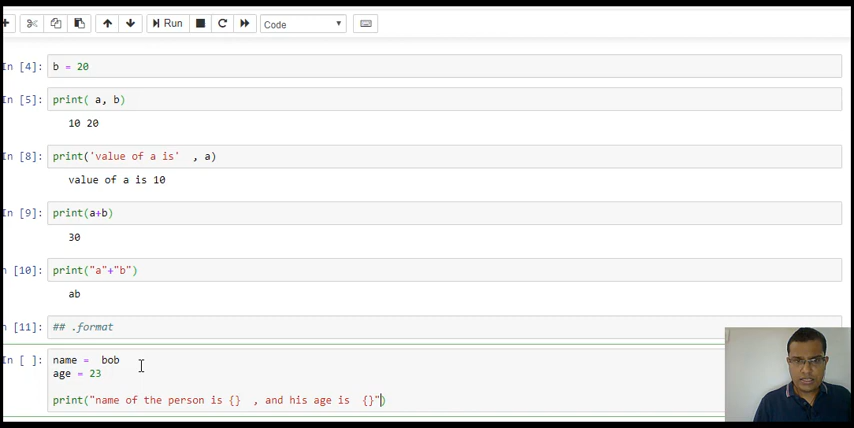 Run Code
In [4]: b = 20
In [5]: print( a, b)
10 20
In [8]: print('value of a is'  , a)
value of a is 10
In [9]: print(a+b)
30
n [10]: print("a"+"b")
ab
n [11]: ## .format
In [ ]: name =  bob
age = 23
print("name of the person is {}  , and his age is  {}")